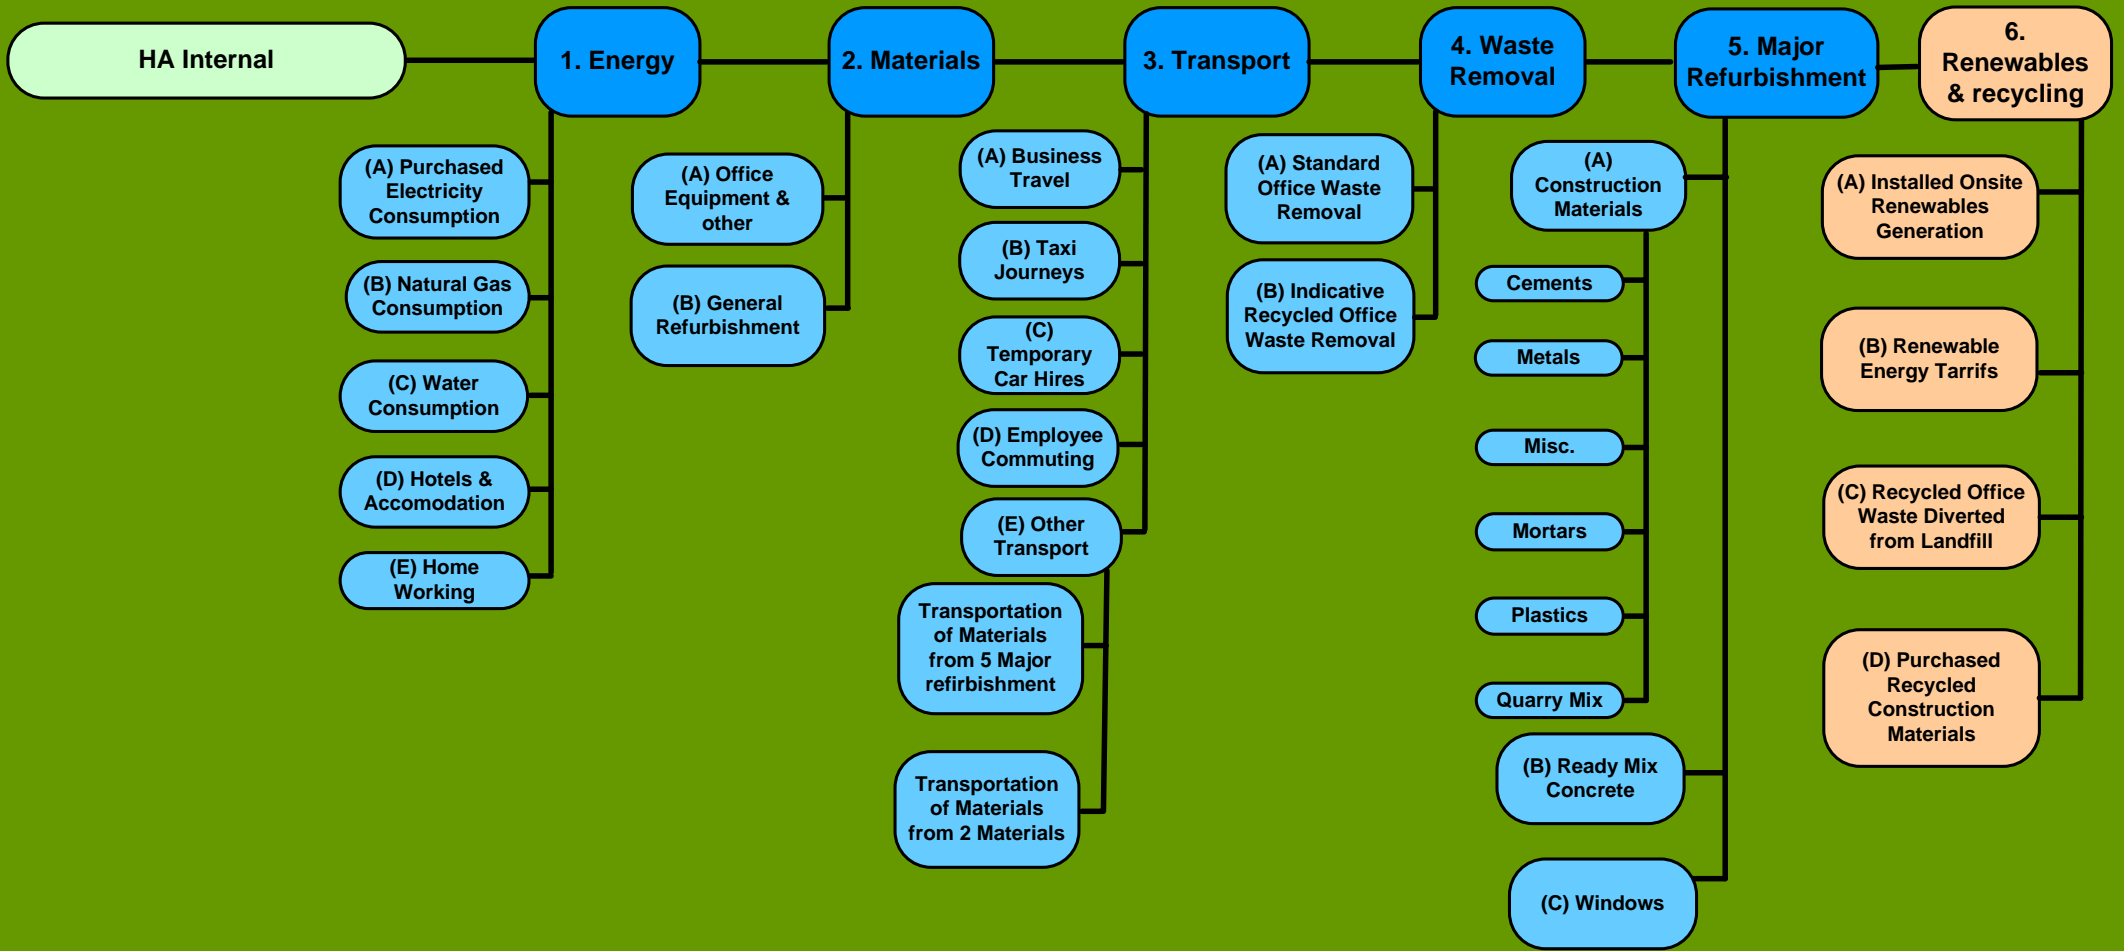 HA Internal
1. Energy
(A) Purchased
Electricity
Consumption
(B) Natural Gas
Consumption
(C) Water
Consumption
(D) Hotels &
Accomodation
(E) Home
Working
2. Materials
(A) Office
Equipment &
other
(B) General
Refurbishment
3. Transport
(A) Business
Travel
(B) Taxi
Journeys
(C)
Temporary
Car Hires
(D) Employee
Commuting
(E) Other
Transport
Transportation
of Materials
from 5 Major
refirbishment
Transportation
of Materials
from 2 Materials
4. Waste
Removal
(A) Standard
Office Waste
Removal
(B) Indicative
Recycled Office
Waste Removal
5. Major
Refurbishment
(A)
Construction
Materials
Cements
Metals
Misc.
Mortars
Plastics
Quarry Mix
(B) Ready Mix
Concrete
(C) Windows
6.
Renewables
& recycling
(A) Installed Onsite
Renewables
Generation
(B) Renewable
Energy Tarrifs
(C) Recycled Office
Waste Diverted
from Landfill
(D) Purchased
Recycled
Construction
Materials